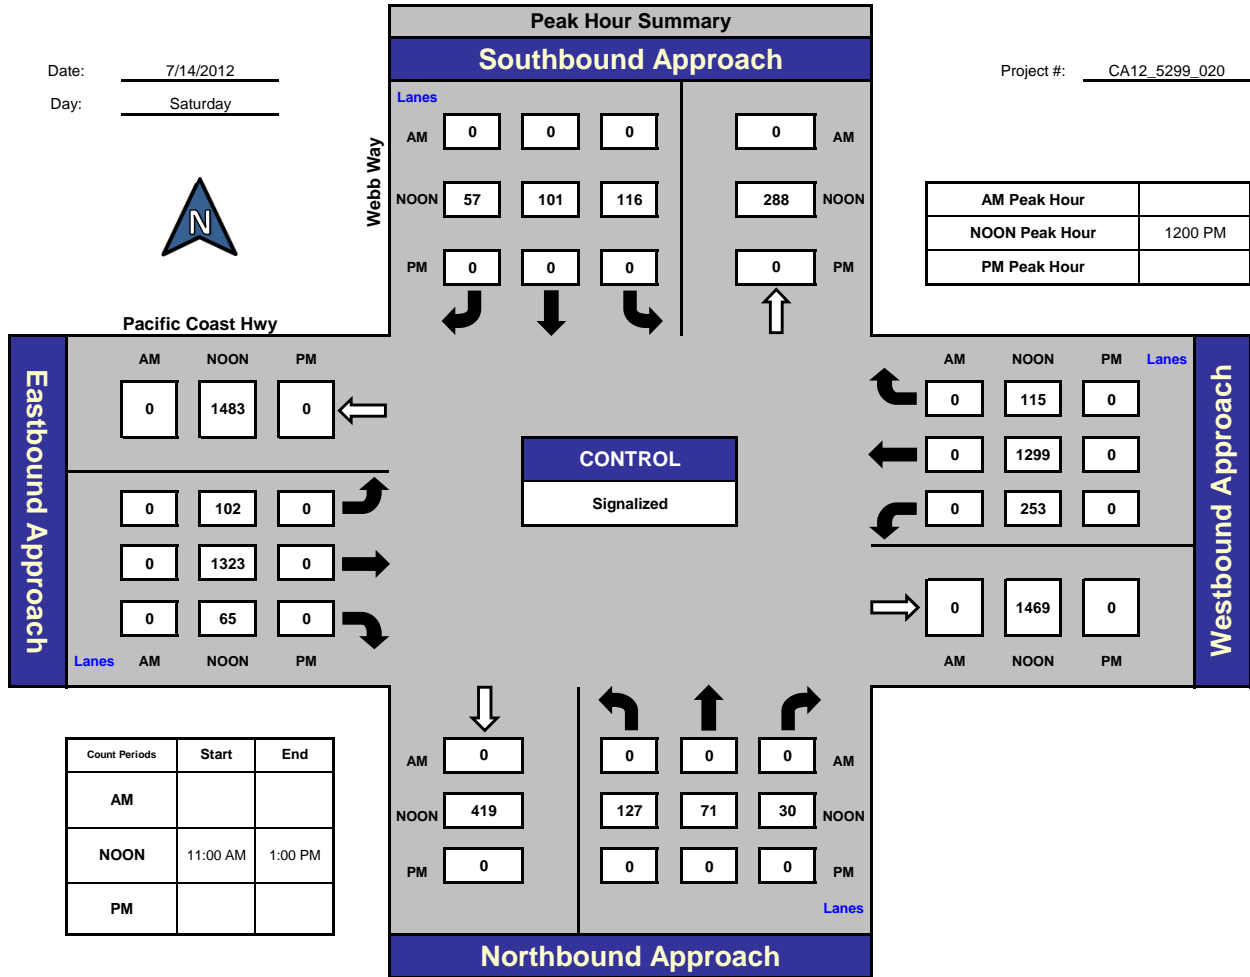 Peak Hour Summary
Southbound Approach
Date: 7/14/2012
Project #: CA12_5299_020
Day: Saturday
Lanes
AM 0 0 0 0 AM
Webb Way
NOON 57 101 116 288 NOON
PM 0 0 0 0 PM
N
AM Peak Hour
NOON Peak Hour 1200 PM
PM Peak Hour
Pacific Coast Hwy
Eastbound Approach
AM NOON PM
0 1483 0
0 102 0
0 1323 0
0 65 0
Lanes AM NOON PM
CONTROL
Signalized
AM NOON PM Lanes
0 115 0
0 1299 0
0 253 0
0 1469 0
AM NOON PM
Westbound Approach
Count Periods Start End
AM
NOON 11:00 AM 1:00 PM
PM
AM 0 0 0 0 AM
NOON 419 127 71 30 NOON
PM 0 0 0 0 PM
Lanes
Northbound Approach